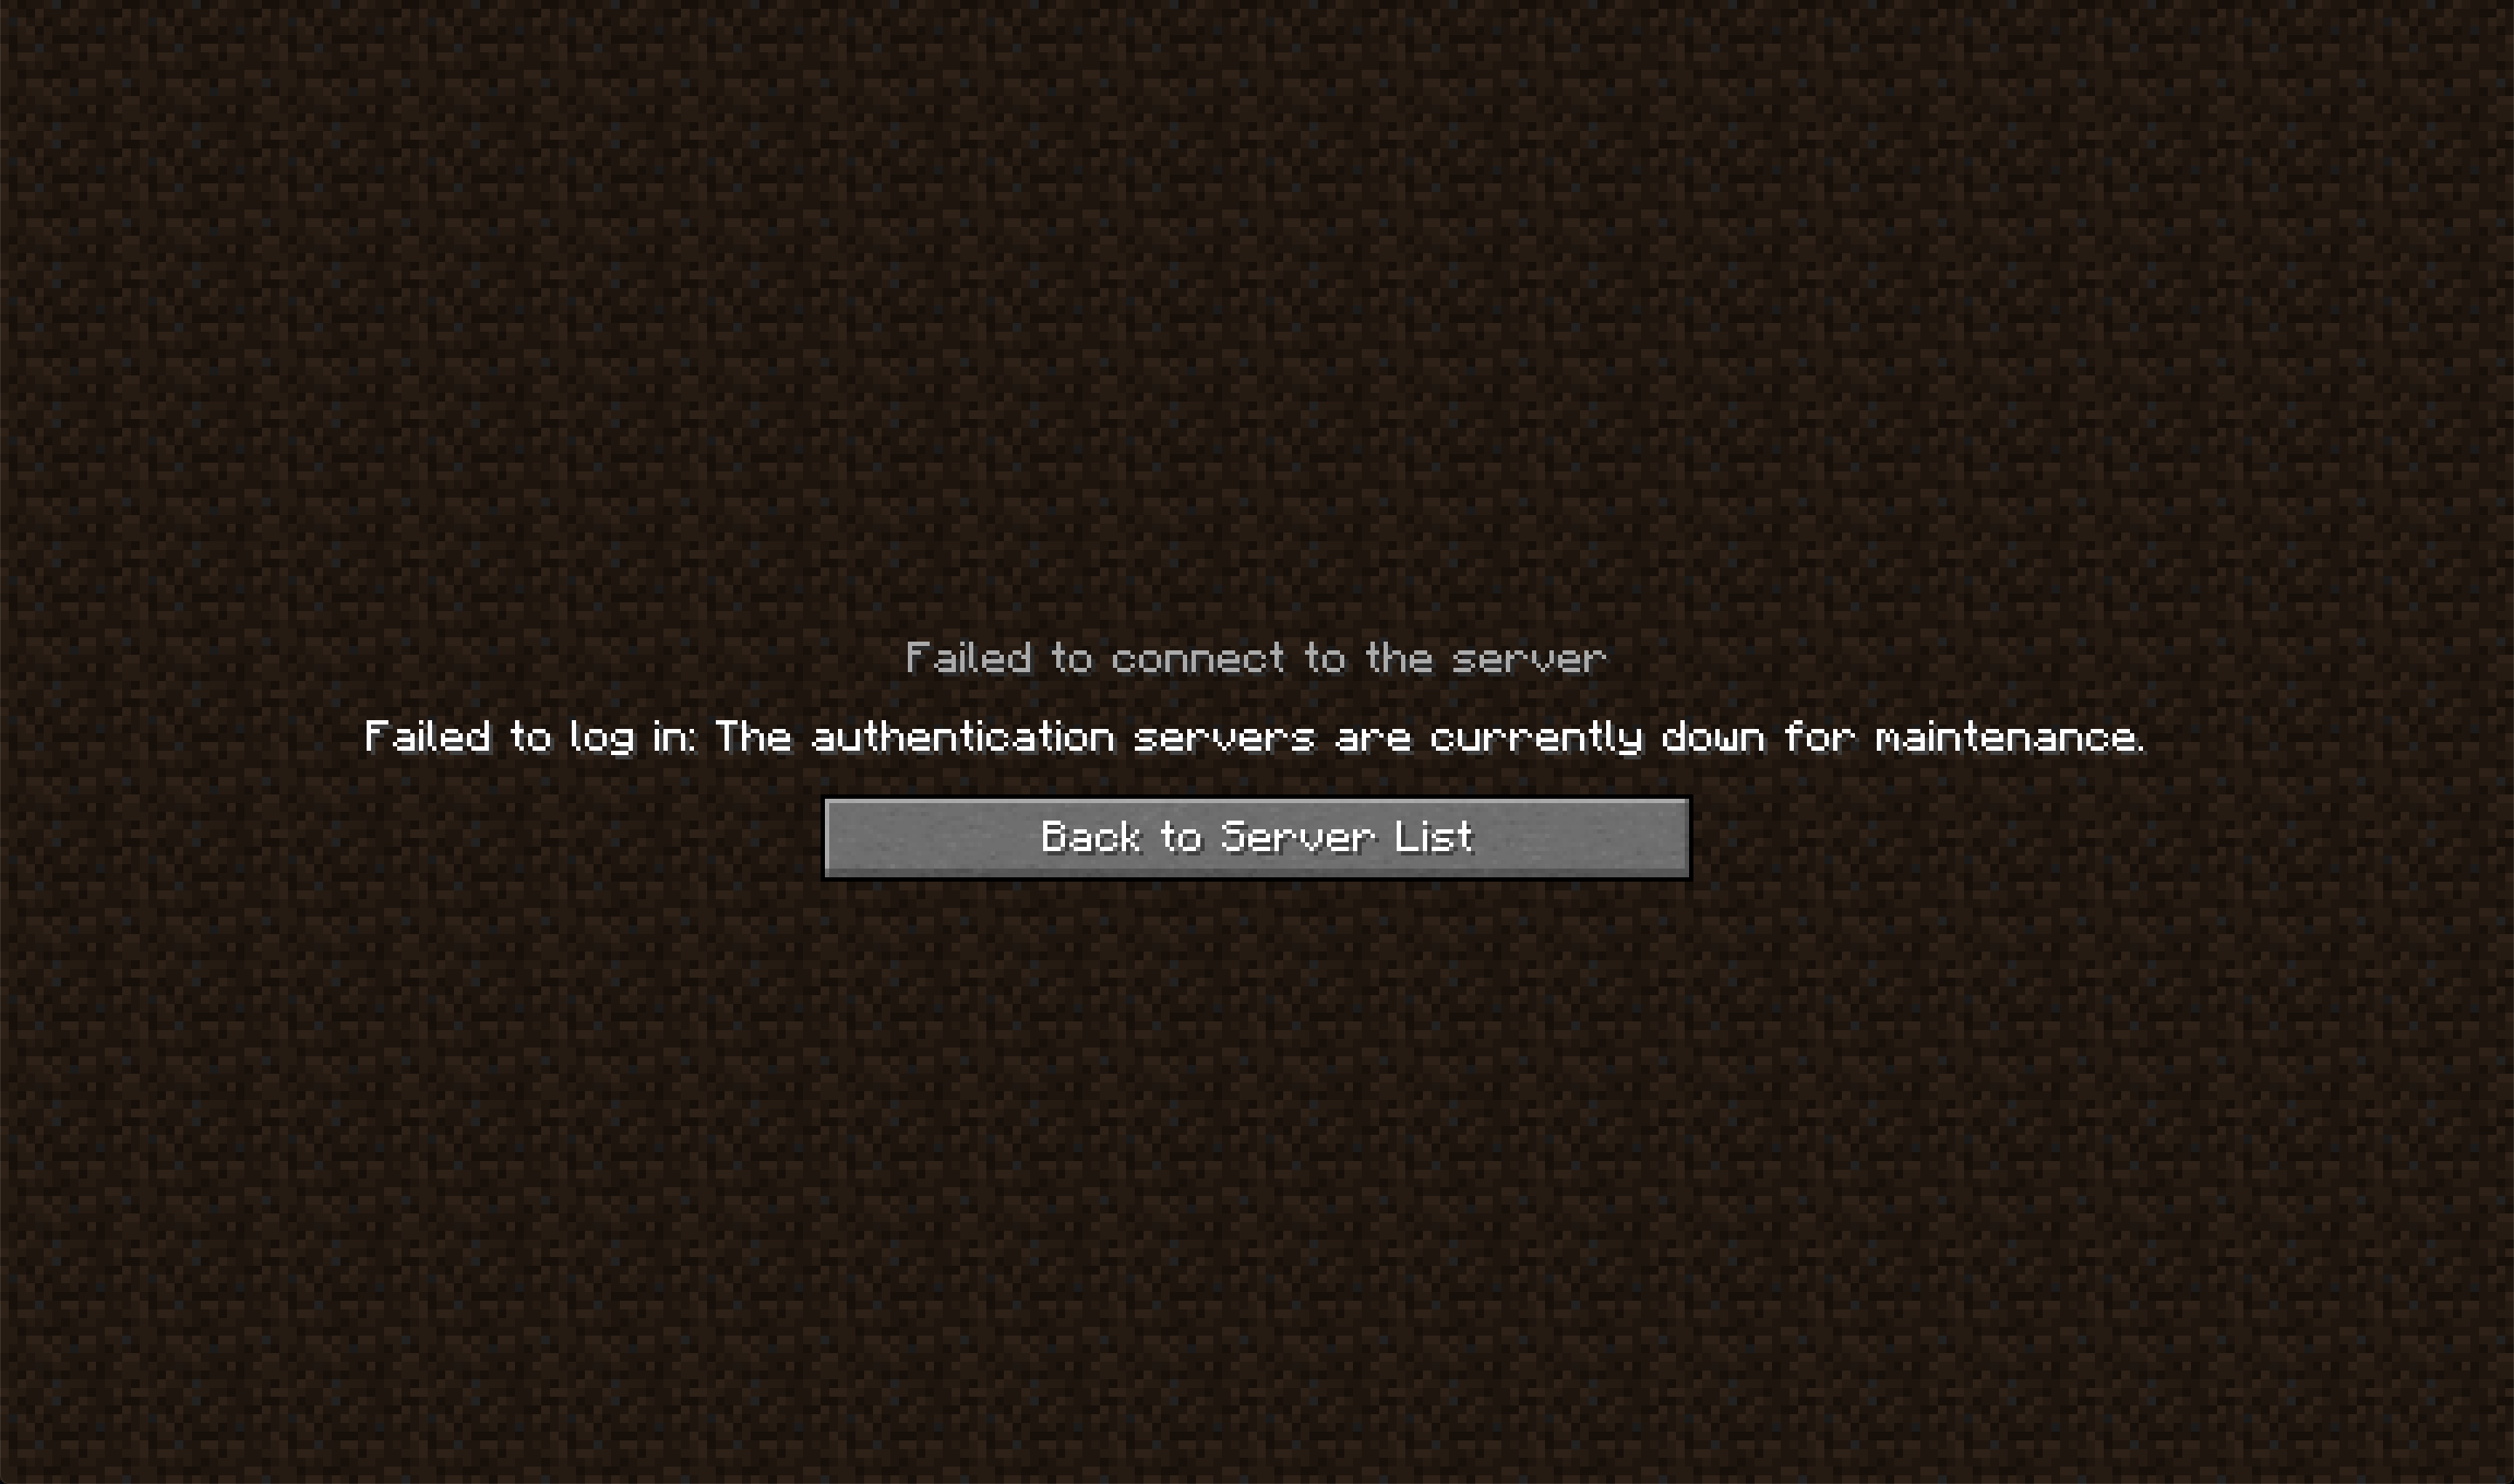 Failed to connect to the server
Failed to log in: The authentication servers are currently down for maintenance.
Back to Server List